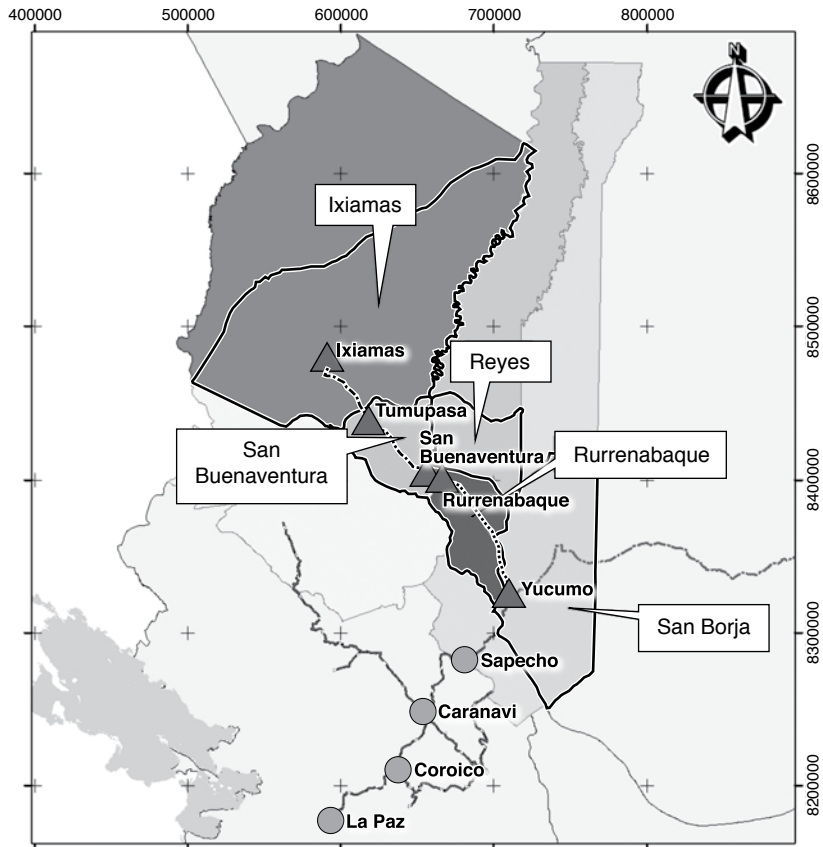 400000 500000 600000 700000 800000
N
8600000
Ixiamas
8500000
Ixiamas
Reyes
Tumupasa
San
Buenaventura
San
Buenaventura
Rurrenabaque
8400000
Rurrenabaque
Yucumo
San Borja
8300000
Sapecho
Caranavi
Coroico
8200000
La Paz